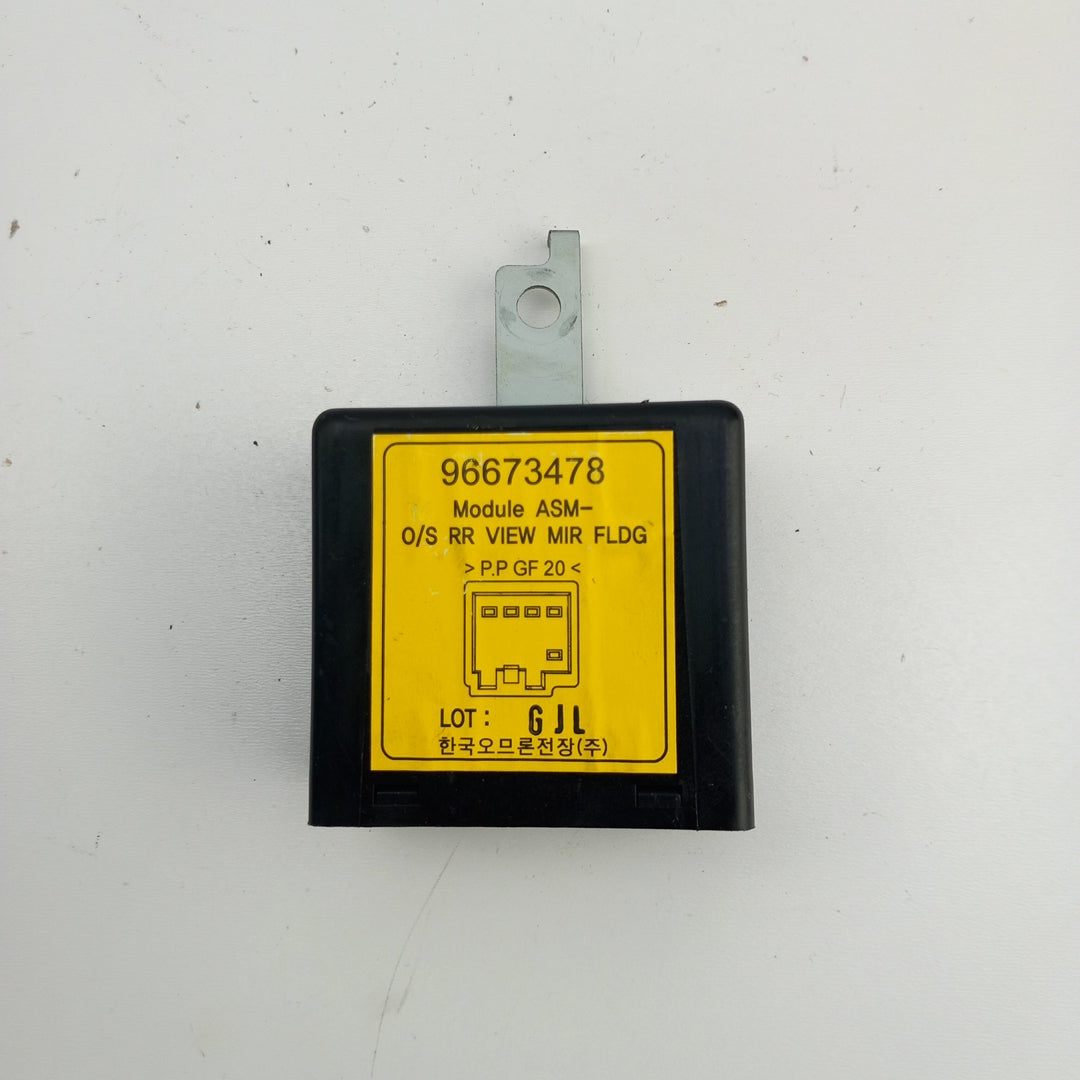 96673478
Module ASM-
O/S RR VIEW MIR FLDG
> P.P GF 20 <
LOT : GJL
한국오므론전장(주)